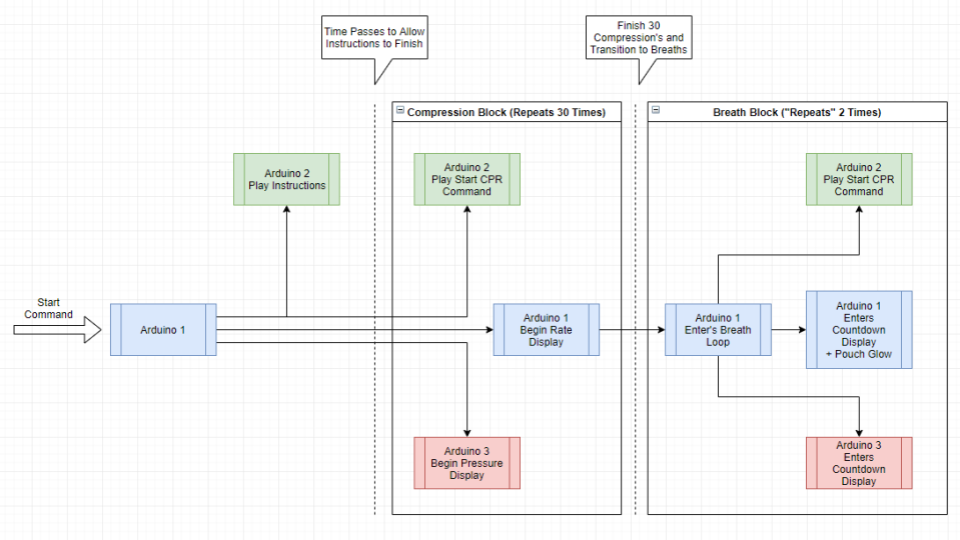 Time Passes to Allow
Instructions to Finish
Finish 30
Compression's and
Transition to Breaths
Compression Block (Repeats 30 Times)
Breath Block ("Repeats" 2 Times)
Arduino 2
Play Instructions
Arduino 2
Play Start CPR
Command
Arduino 2
Play Start CPR
Command
Start
Command
Arduino 1
Arduino 1
Begin Rate
Display
Arduino 1
Enter's Breath
Loop
Arduino 1
Enters
Countdown
Display
+ Pouch Glow
Arduino 3
Begin Pressure
Display
Arduino 3
Enters
Countdown
Display